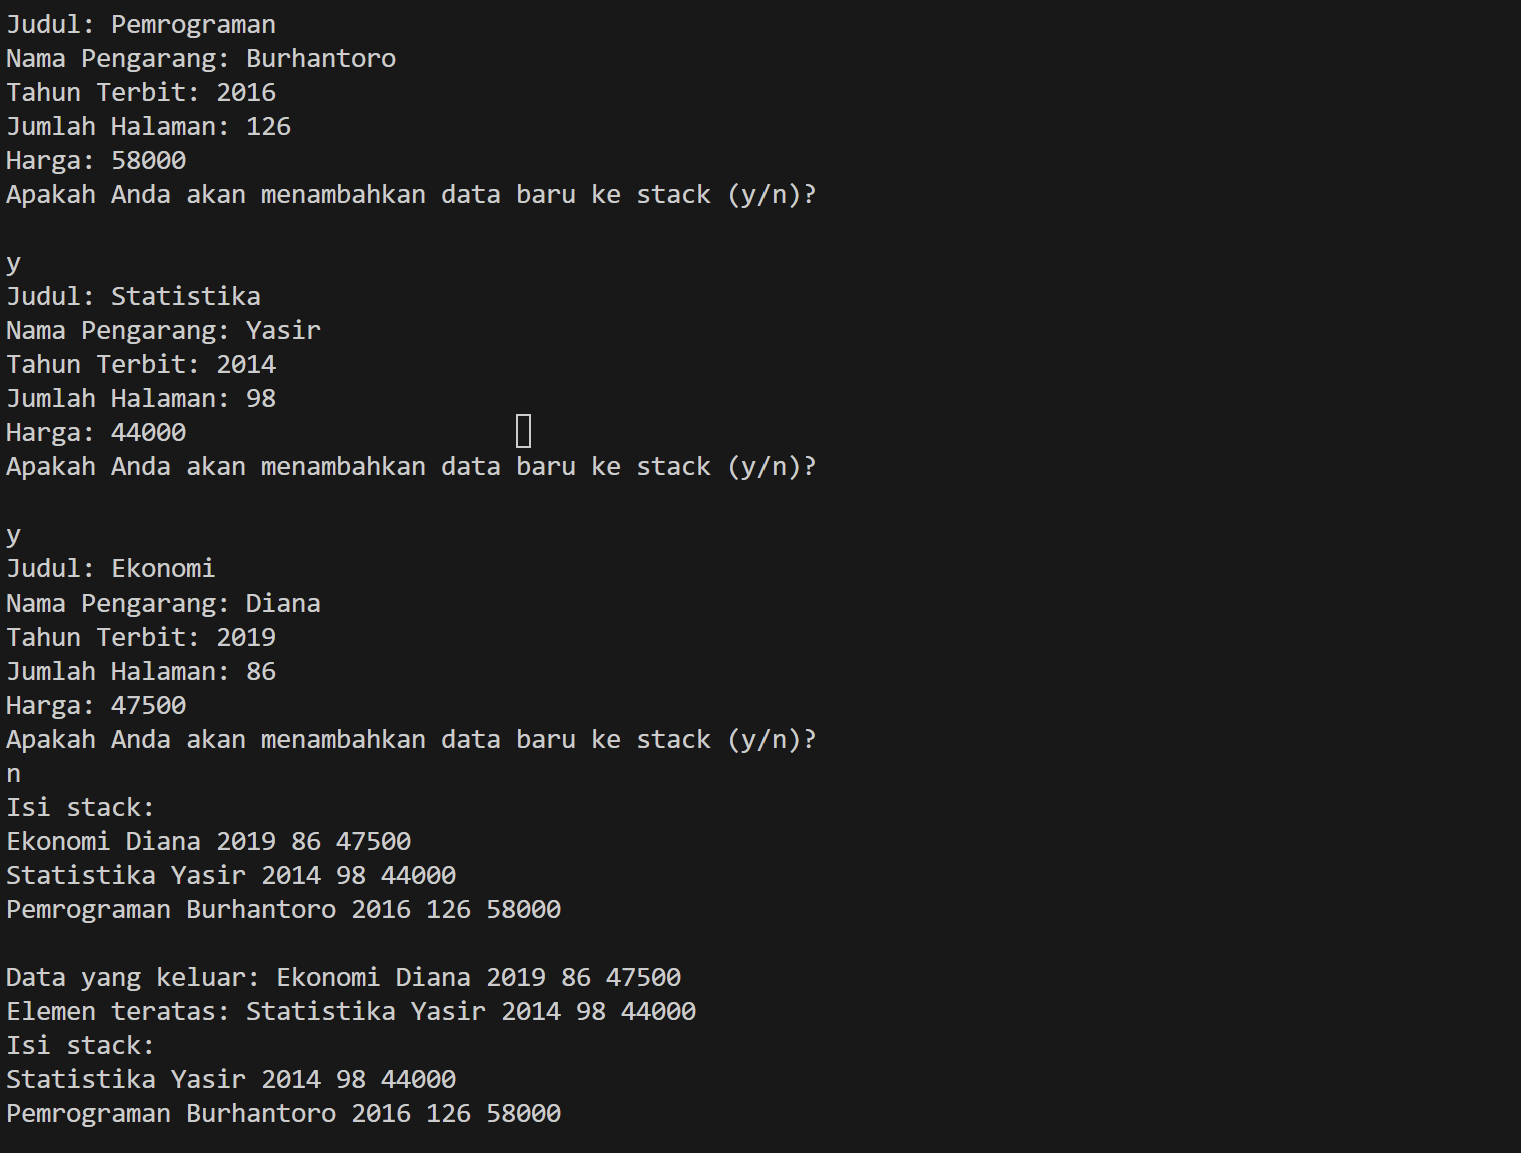 Judul: Pemrograman
Nama Pengarang: Burhantoro
Tahun Terbit: 2016
Jumlah Halaman: 126
Harga: 58000
Apakah Anda akan menambahkan data baru ke stack (y/n)?
y
Judul: Statistika
Nama Pengarang: Yasir
Tahun Terbit: 2014
Jumlah Halaman: 98
Harga: 44000
Apakah Anda akan menambahkan data baru ke stack (y/n)?
y
Judul: Ekonomi
Nama Pengarang: Diana
Tahun Terbit: 2019
Jumlah Halaman: 86
Harga: 47500
Apakah Anda akan menambahkan data baru ke stack (y/n)?
n
Isi stack:
Ekonomi Diana 2019 86 47500
Statistika Yasir 2014 98 44000
Pemrograman Burhantoro 2016 126 58000
Data yang keluar: Ekonomi Diana 2019 86 47500
Elemen teratas: Statistika Yasir 2014 98 44000
Isi stack:
Statistika Yasir 2014 98 44000
Pemrograman Burhantoro 2016 126 58000